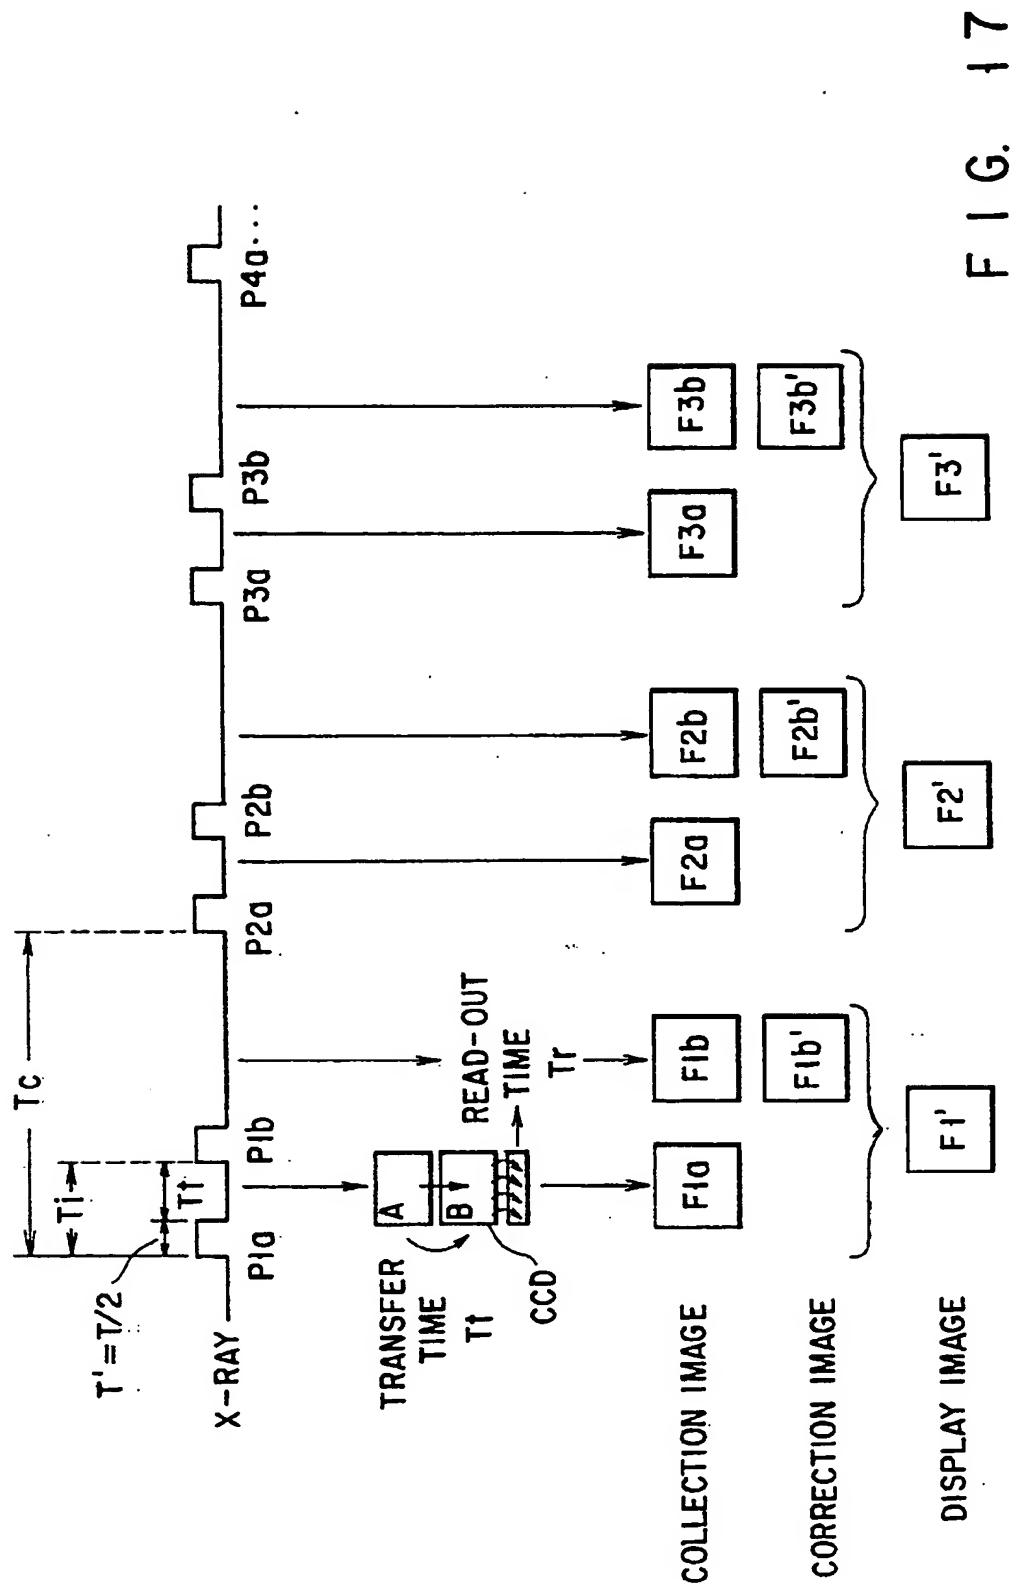 Tc
Ti
T'=T/2
Tt
X-RAY
P1a
P1b
P2a
P2b
P3a
P3b
P4a...
TRANSFER
TIME
Tt
A
B
CCD
READ-OUT
TIME
Tr
COLLECTION IMAGE
F1a
F1b
F2a
F2b
F3a
F3b
CORRECTION IMAGE
F1b'
F2b'
F3b'
DISPLAY IMAGE
F1'
F2'
F3'
FIG. 17